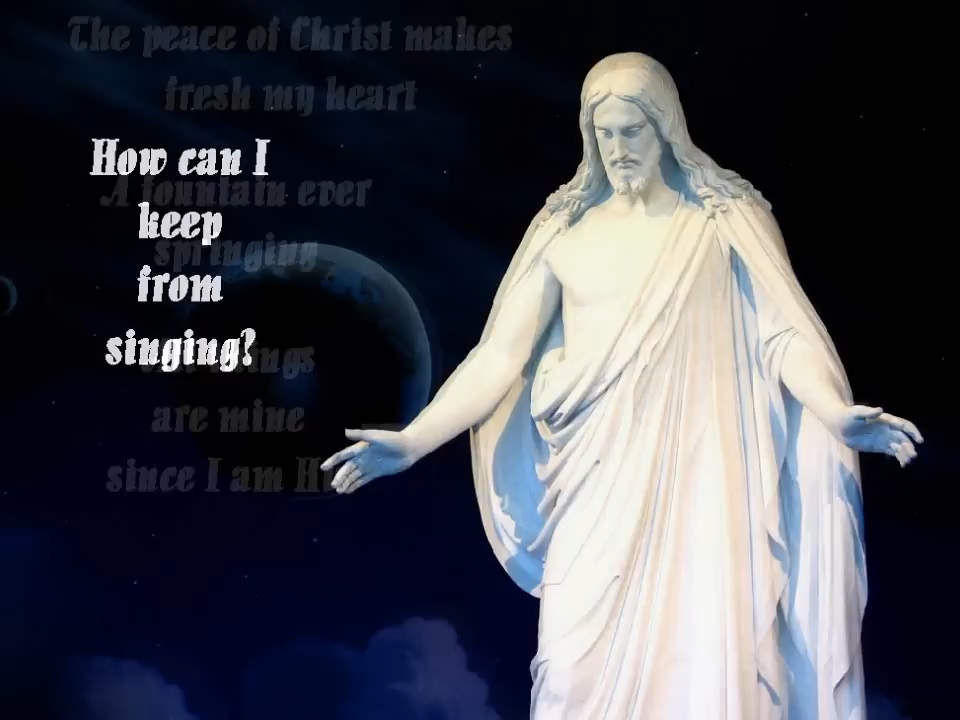 The peace of Christ makes
fresh my heart
How can I
A fountain ever
keep
springing
from
singing?
things
are mine
since I am